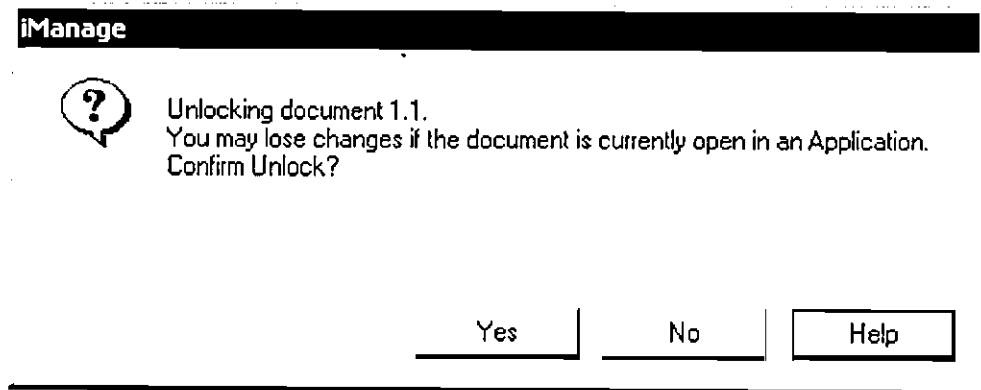 iManage
?
Unlocking document 1.1.
You may lose changes if the document is currently open in an Application.
Confirm Unlock?
Yes No Help